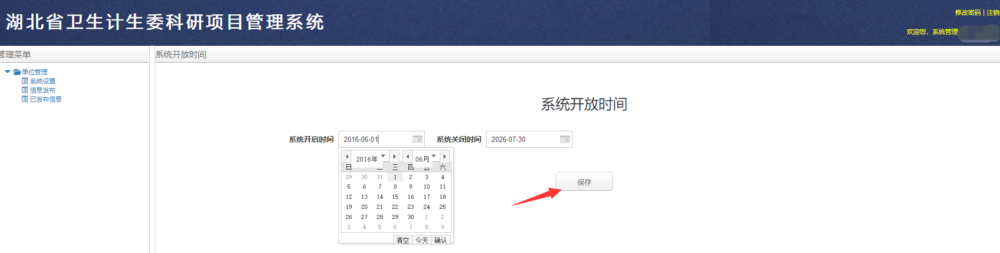 湖北省卫生计生委科研项目管理系统
修改密码 | 注销
欢迎您，系统管理
管理菜单
系统开放时间
单位管理
系统设置
信息发布
已发布信息
系统开放时间
系统开启时间 2016-06-01 系统关闭时间 2026-07-30
2016年 06月
日 二 三 四 五 六
29 30 31 1 2 3 4
5 6 7 8 9 10 11
12 13 14 15 16 17 18
19 20 21 22 23 24 25
26 27 28 29 30 1 2
3 4 5 6 7 8 9
清空 今天 确认
保存